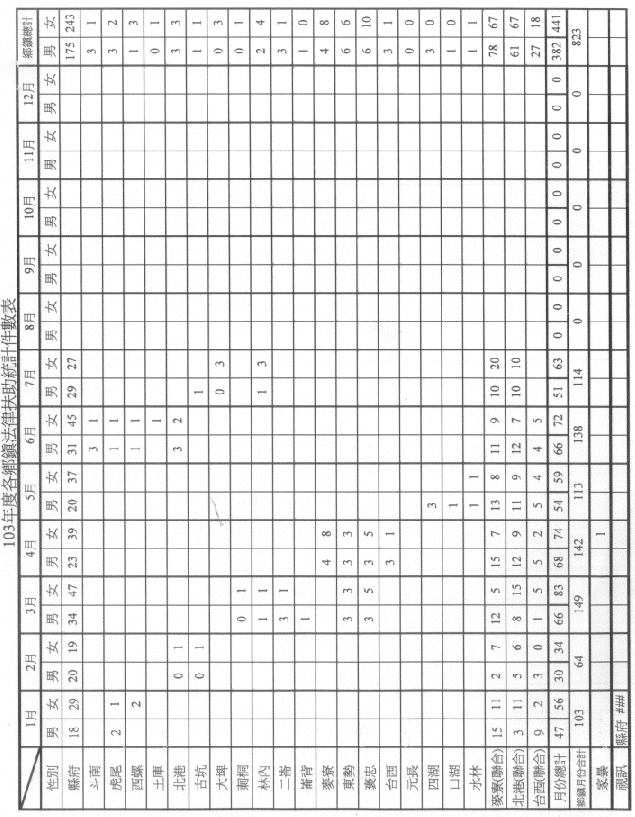 103年度各鄉鎮法律扶助統計件數表
1月 2月 3月 4月 5月 6月 7月 8月 9月 10月 11月 12月 鄉鎮總計
性別 男 女 男 女 男 女 男 女 男 女 男 女 男 女 男 女 男 女 男 女 男 女 男 女 男 女
縣府 18 29 20 19 34 47 23 39 20 37 31 45 29 27 175 243
斗南 3 1 3 1
虎尾 2 1 1 1 3 2
西螺 2 1 1 1 3
土庫 1 0 1
北港 0 1 3 2 3 3
古坑 0 1 1 1 1
大埤 0 3 0 3
莿桐 0 1 0 1
林內 1 1 1 3 2 4
二崙 3 1 3 1
崙背 1 1 0
麥寮 4 8 4 8
東勢 3 3 3 3 6 6
褒忠 3 5 3 5 6 10
台西 3 1 3 1
元長 0 0
四湖 3 3 0
口湖 1 1 0
水林 1 1 1 1
麥寮(聯合) 15 11 2 7 12 5 15 7 13 8 11 9 10 20 78 67
北港(聯合) 3 11 5 6 8 15 12 9 11 9 12 7 10 10 61 67
台西(聯合) 9 2 3 0 1 5 5 2 5 4 4 5 27 18
月份總計 47 56 30 34 66 83 68 74 54 59 66 72 51 63 0 0 0 0 0 0 0 0 0 0 382 441
鄉鎮月份合計 103 64 149 142 113 138 114 0 0 0 0 0 823
家暴 1
視訊 縣府 ###